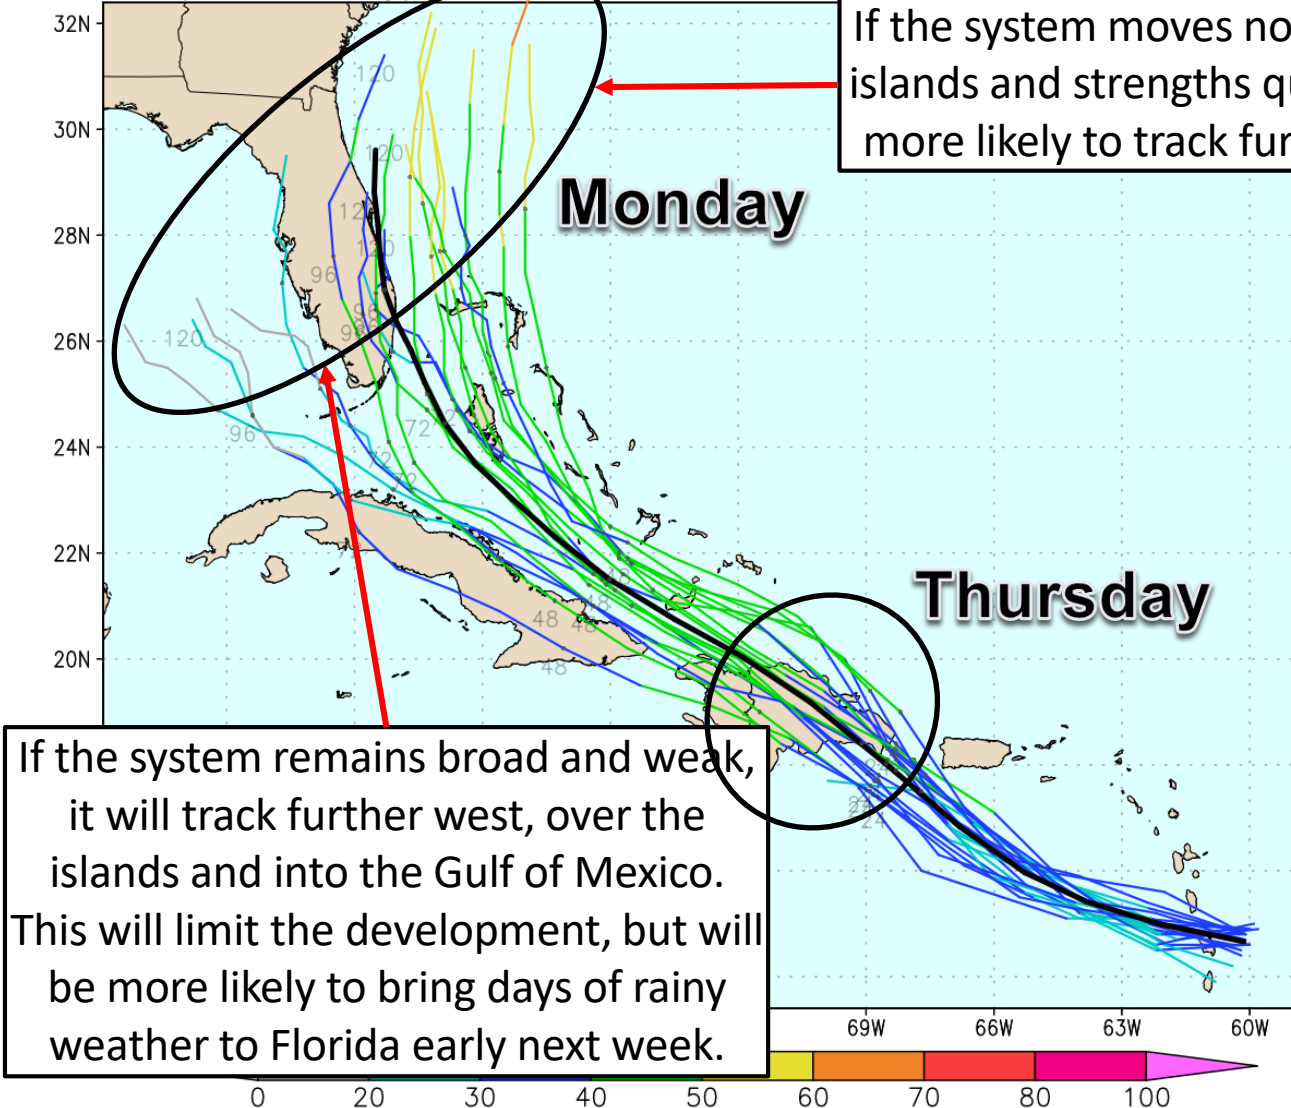 If the system moves no
islands and strengths qu
more likely to track fur
32N
30N
28N
26N
24N
22N
20N
Monday
Thursday
120
120
120
96
96
120
96
72
72
72
48
48
48
48
48
24
24
24
If the system remains broad and weak,
it will track further west, over the
islands and into the Gulf of Mexico.
This will limit the development, but will
be more likely to bring days of rainy
weather to Florida early next week.
69W 66W 63W 60W
0 20 30 40 50 60 70 80 100